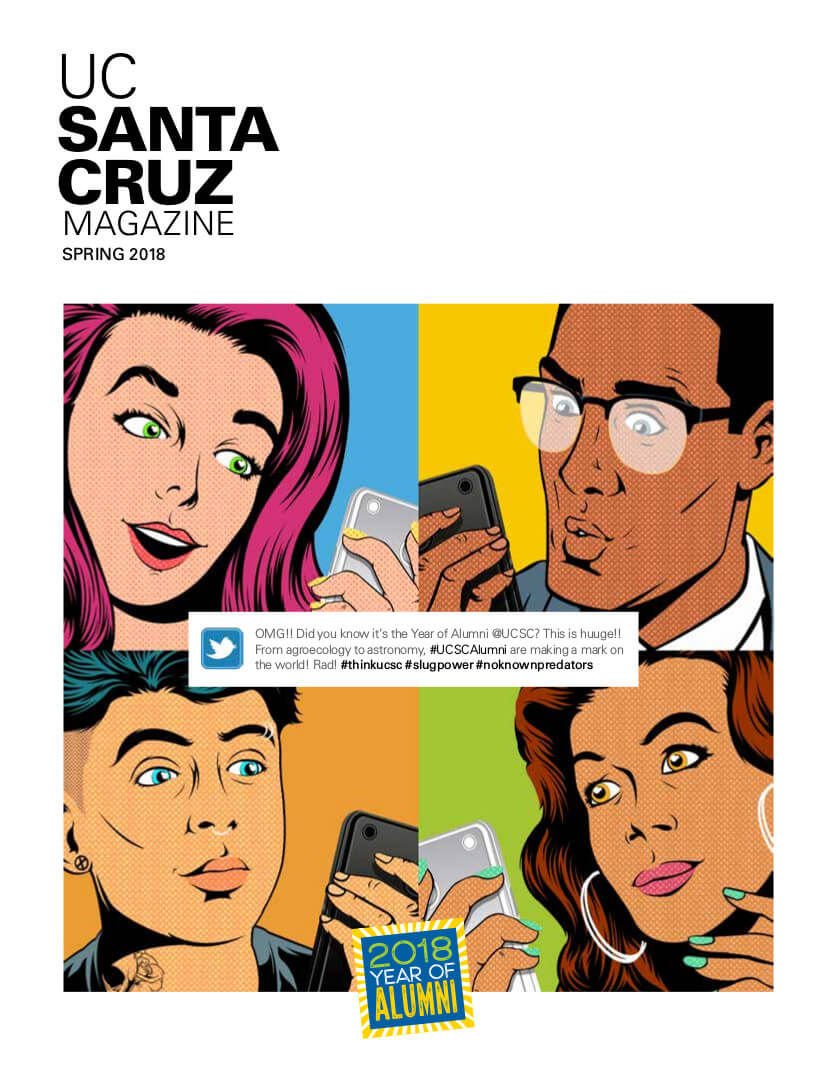 UC
SANTA
CRUZ
MAGAZINE
SPRING 2018
OMG!! Did you know it's the Year of Alumni @UCSC? This is huuge!!
From agroecology to astronomy, #UCSCAlumni are making a mark on
the world! Rad! #thinkucsc #slugpower #noknownpredators
2018
YEAR OF
ALUMNI